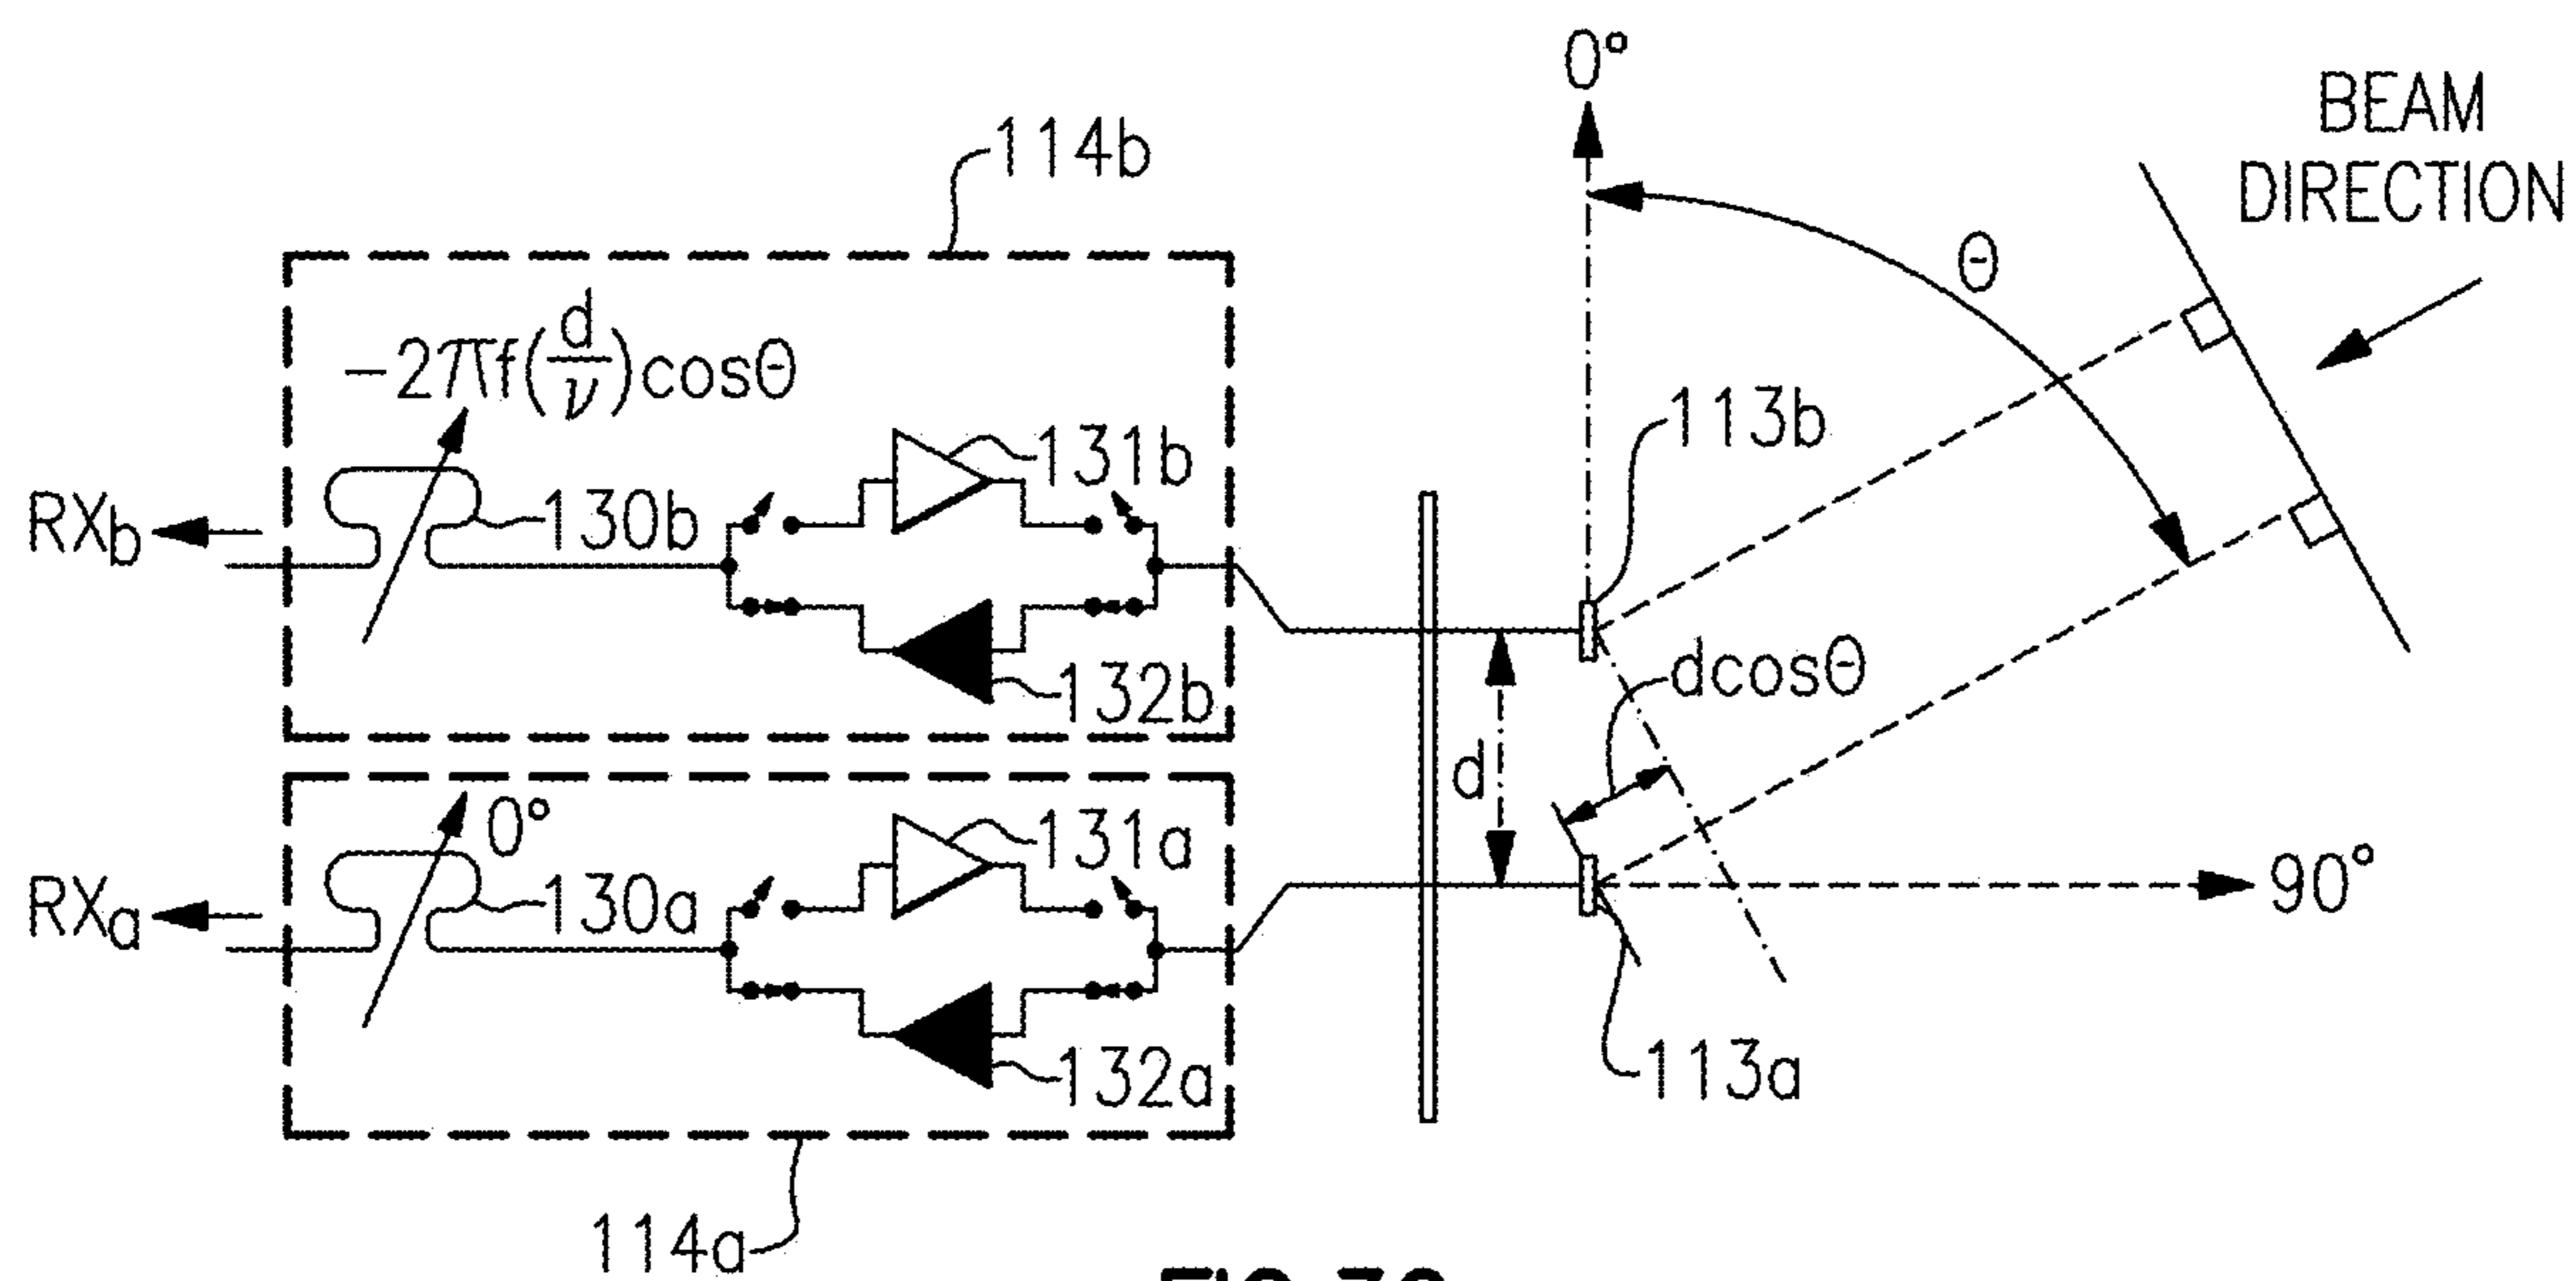 0°
BEAM
DIRECTION
θ
114b
−2πf(d/ν)cosθ
131b
113b
RXb
130b
132b
dcosθ
d
0°
131a
RXa
130a
90°
132a
113a
114a